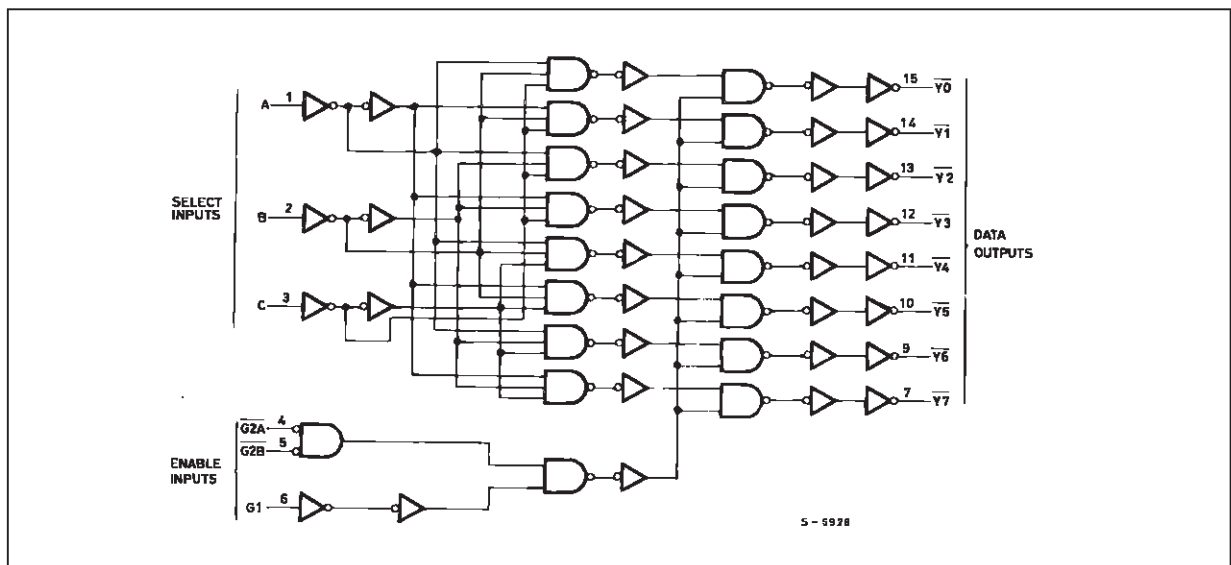 A 1
B 2
C 3
SELECT
INPUTS
G2A 4
G2B 5
G1 6
ENABLE
INPUTS
15 Y0
14 Y1
13 Y2
12 Y3
11 Y4
10 Y5
9 Y6
7 Y7
DATA
OUTPUTS
S - 5928